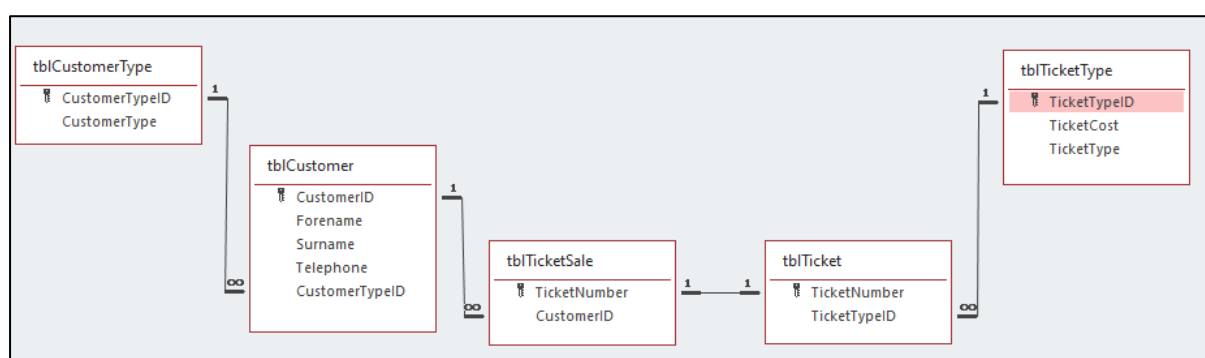 tblCustomerType
CustomerTypeID
CustomerType
1
∞
tblCustomer
CustomerID
Forename
Surname
Telephone
CustomerTypeID
1
∞
tblTicketSale
TicketNumber
CustomerID
1
1
tblTicket
TicketNumber
TicketTypeID
∞
1
tblTicketType
TicketTypeID
TicketCost
TicketType